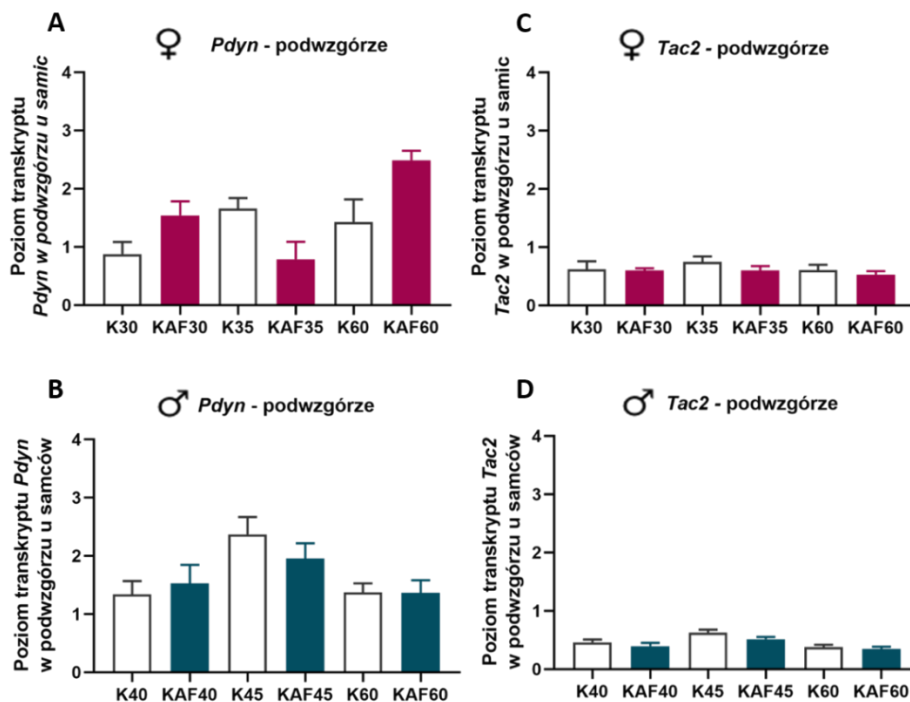 A
♀ Pdyn - podwzgórze
Poziom transkryptu
Pdyn w podwzgórzu u samic
4
3
2
1
0
K30 KAF30 K35 KAF35 K60 KAF60
C
♀ Tac2 - podwzgórze
Poziom transkryptu
Tac2 w podwzgórzu u samic
4
3
2
1
0
K30 KAF30 K35 KAF35 K60 KAF60
B
♂ Pdyn - podwzgórze
Poziom transkryptu Pdyn
w podwzgórzu u samców
4
3
2
1
0
K40 KAF40 K45 KAF45 K60 KAF60
D
♂ Tac2 - podwzgórze
Poziom transkryptu Tac2
w podwzgórzu u samców
4
3
2
1
0
K40 KAF40 K45 KAF45 K60 KAF60